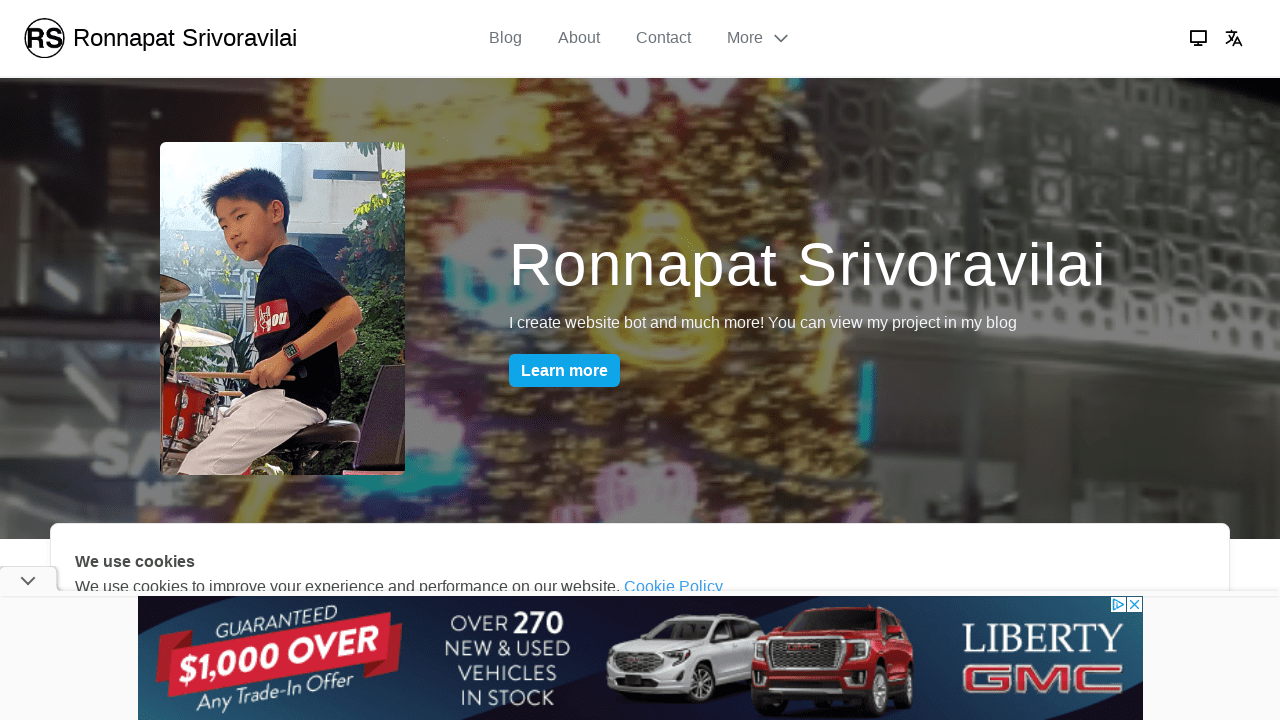 RS Ronnapat Srivoravilai
Blog
About
Contact
More
Ronnapat Srivoravilai
I create website bot and much more! You can view my project in my blog
Learn more
We use cookies
We use cookies to improve your experience and performance on our website. Cookie Policy
GUARANTEED
$1,000 OVER
Any Trade-In Offer
OVER 270
NEW & USED
VEHICLES
IN STOCK
LIBERTY
GMC